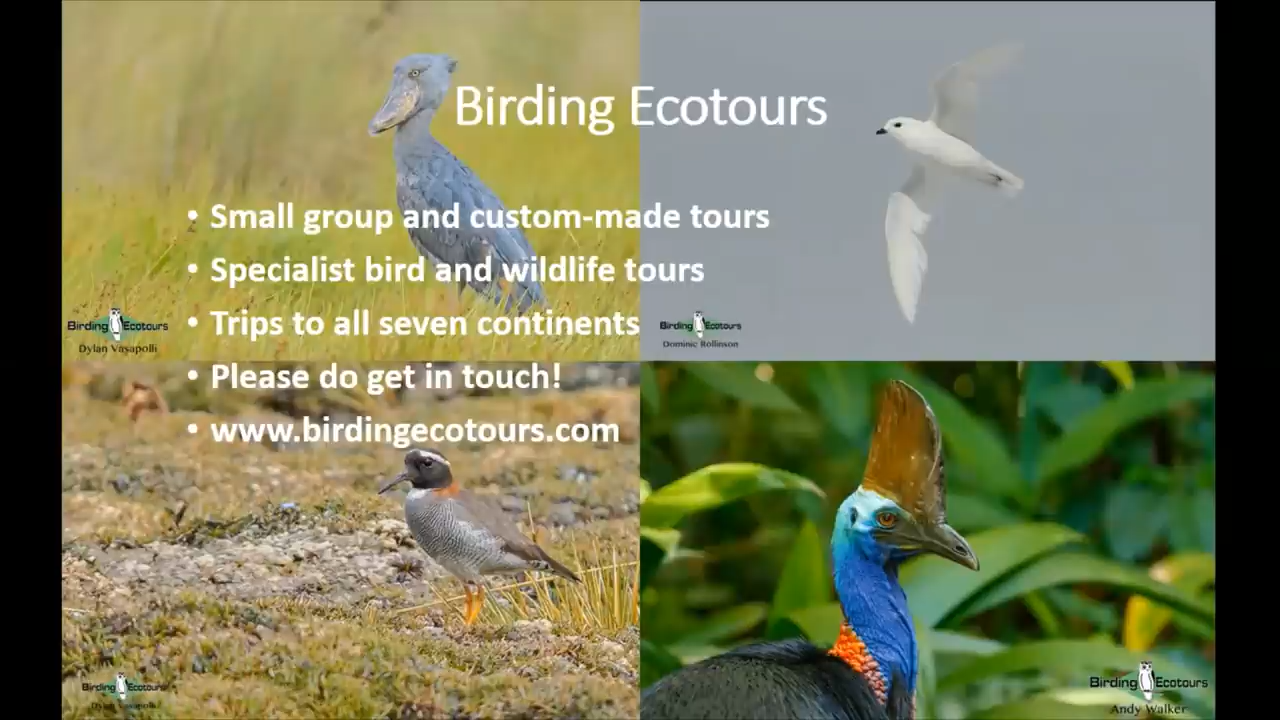 Birding Ecotours
• Small group and custom-made tours
• Specialist bird and wildlife tours
• Trips to all seven continents
• Please do get in touch!
• www.birdingecotours.com
Birding Ecotours
Dylan Vasapolli
Birding Ecotours
Dominic Rollinson
Birding Ecotours
Dylan Vasapolli
Birding Ecotours
Andy Walker